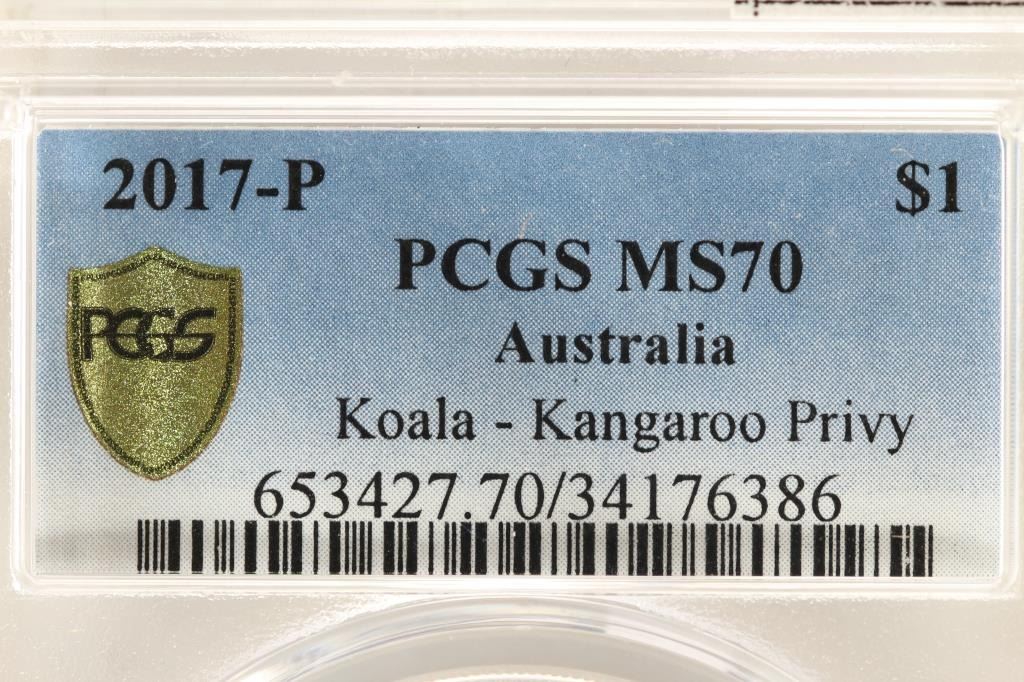 2017-P $1
PCGS MS70
PCGS
Australia
Koala - Kangaroo Privy
653427.70/34176386